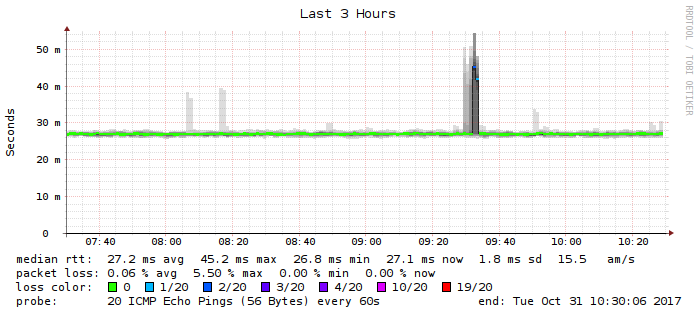 Last 3 Hours
RRDTOOL / TOBI OETIKER
Seconds
50 m
40 m
30 m
20 m
10 m
0
07:40 08:00 08:20 08:40 09:00 09:20 09:40 10:00 10:20
median rtt: 27.2 ms avg 45.2 ms max 26.8 ms min 27.1 ms now 1.8 ms sd 15.5 am/s
packet loss: 0.06 % avg 5.50 % max 0.00 % min 0.00 % now
loss color: 0 1/20 2/20 3/20 4/20 10/20 19/20
probe: 20 ICMP Echo Pings (56 Bytes) every 60s end: Tue Oct 31 10:30:06 2017